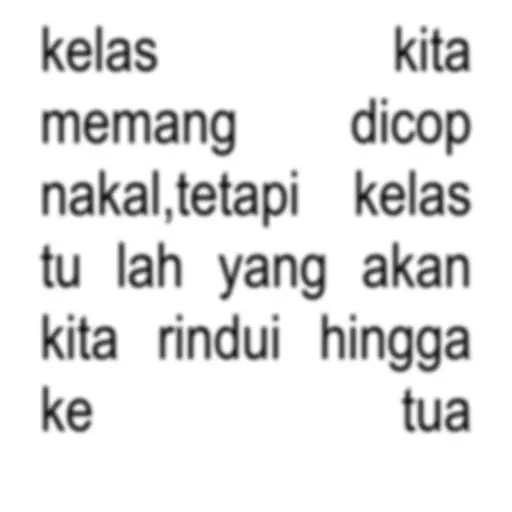 kelas kita
memang dicop
nakal,tetapi kelas
tu lah yang akan
kita rindui hingga
ke tua